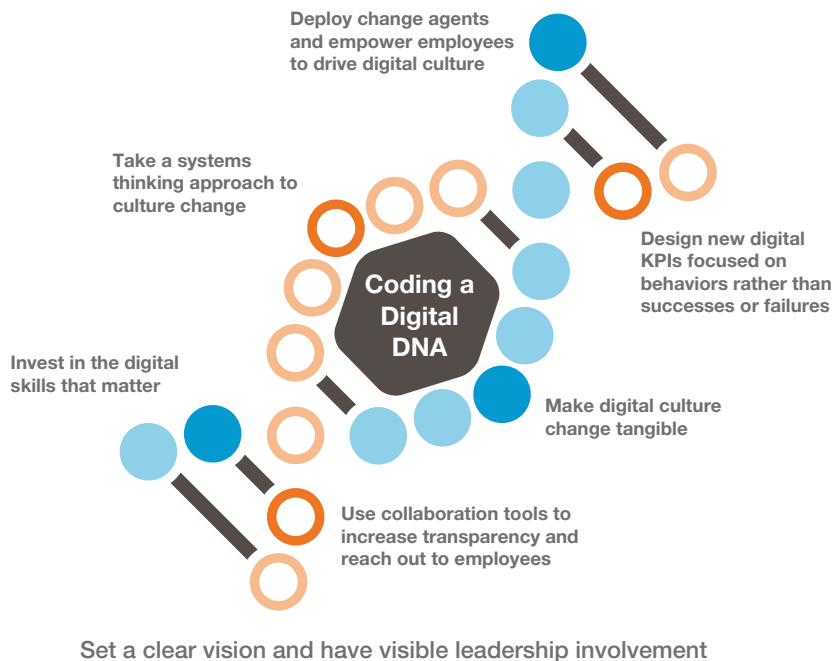 Deploy change agents
and empower employees
to drive digital culture
Take a systems
thinking approach to
culture change
Design new digital
KPIs focused on
behaviors rather than
successes or failures
Coding a
Digital
DNA
Invest in the digital
skills that matter
Make digital culture
change tangible
Use collaboration tools to
increase transparency and
reach out to employees
Set a clear vision and have visible leadership involvement